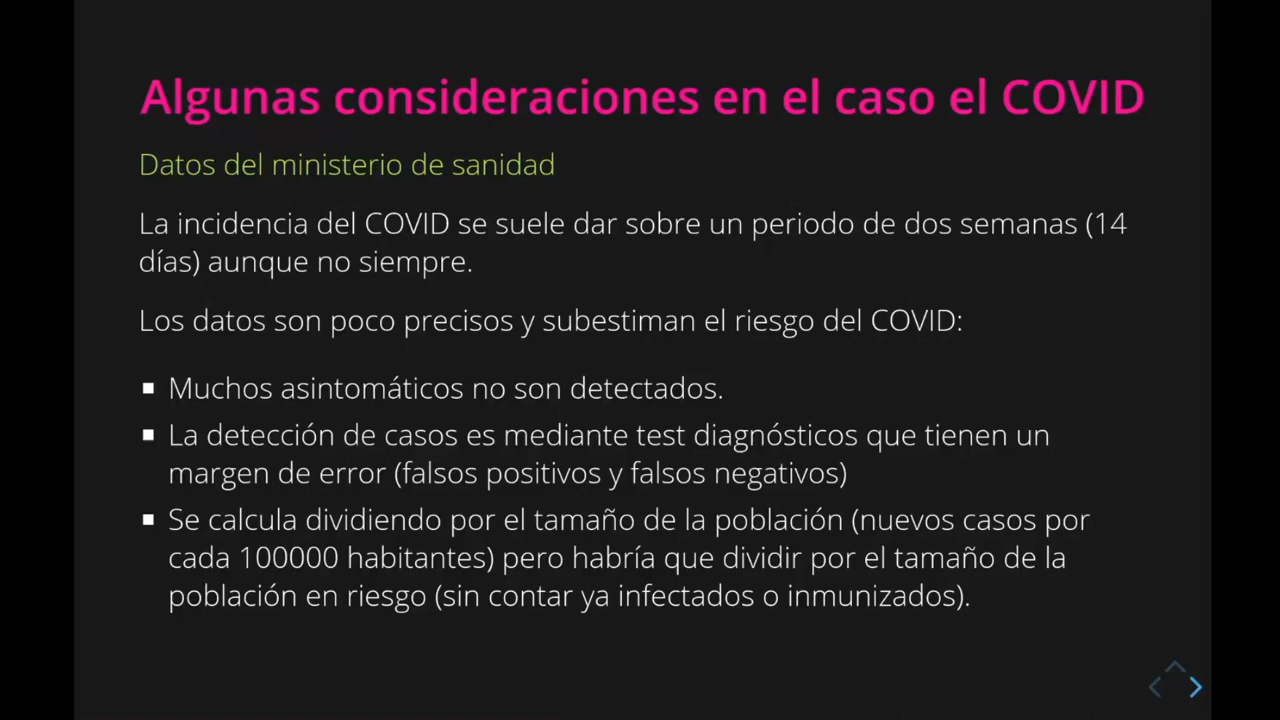 Algunas consideraciones en el caso el COVID
Datos del ministerio de sanidad
La incidencia del COVID se suele dar sobre un periodo de dos semanas (14
días) aunque no siempre.
Los datos son poco precisos y subestiman el riesgo del COVID:
Muchos asintomáticos no son detectados.
La detección de casos es mediante test diagnósticos que tienen un
margen de error (falsos positivos y falsos negativos)
Se calcula dividiendo por el tamaño de la población (nuevos casos por
cada 100000 habitantes) pero habría que dividir por el tamaño de la
población en riesgo (sin contar ya infectados o inmunizados).